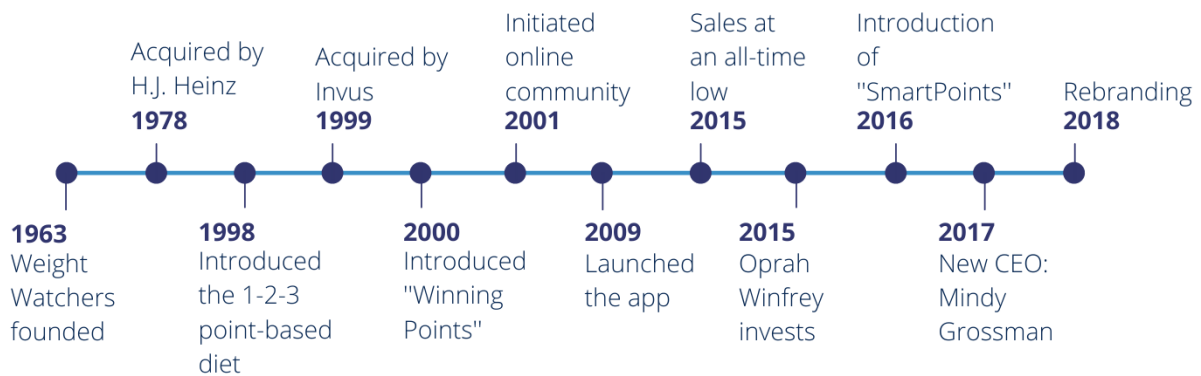 1963
Weight
Watchers
founded
Acquired by
H.J. Heinz
1978
1998
Introduced
the 1-2-3
point-based
diet
Acquired by
Invus
1999
2000
Introduced
"Winning
Points"
Initiated
online
community
2001
2009
Launched
the app
Sales at
an all-time
low
2015
2015
Oprah
Winfrey
invests
Introduction
of
"SmartPoints"
2016
2017
New CEO:
Mindy
Grossman
Rebranding
2018